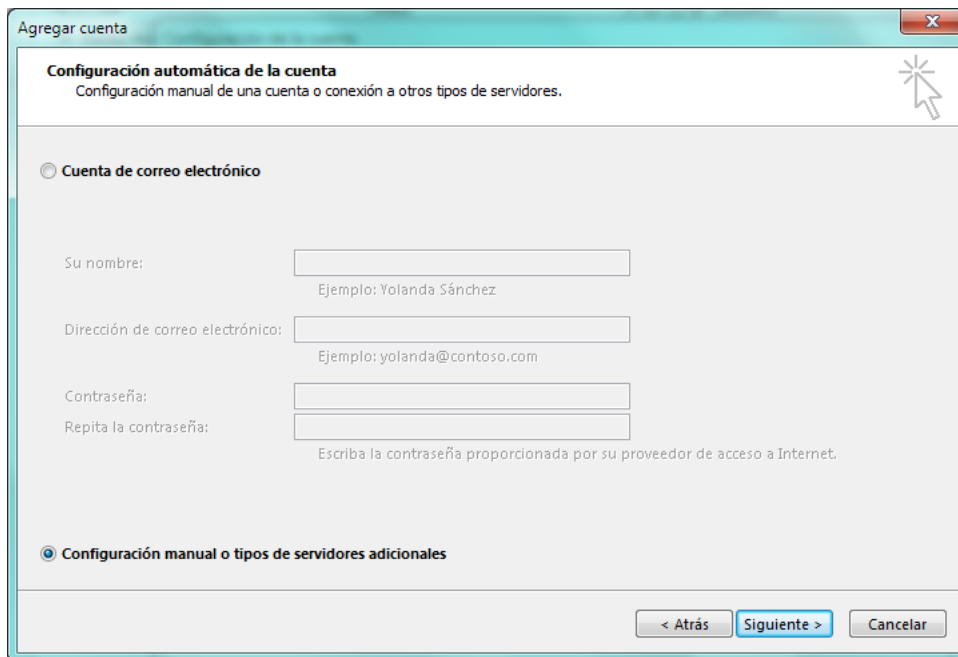 Agregar cuenta
Configuración automática de la cuenta
Configuración manual de una cuenta o conexión a otros tipos de servidores.
Cuenta de correo electrónico
Su nombre:
Ejemplo: Yolanda Sánchez
Dirección de correo electrónico:
Ejemplo: yolanda@contoso.com
Contraseña:
Repita la contraseña:
Escriba la contraseña proporcionada por su proveedor de acceso a Internet.
Configuración manual o tipos de servidores adicionales
< Atrás Siguiente > Cancelar